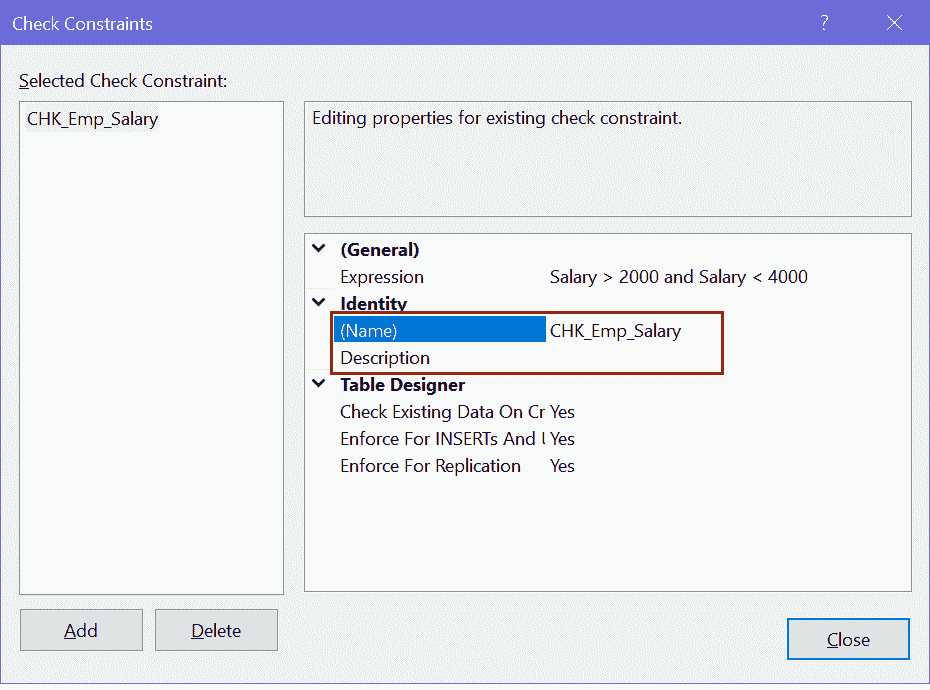 Check Constraints
?
Selected Check Constraint:
CHK_Emp_Salary
Editing properties for existing check constraint.
(General)
Expression Salary > 2000 and Salary < 4000
Identity
(Name) CHK_Emp_Salary
Description
Table Designer
Check Existing Data On Cr Yes
Enforce For INSERTs And U Yes
Enforce For Replication Yes
Add Delete
Close